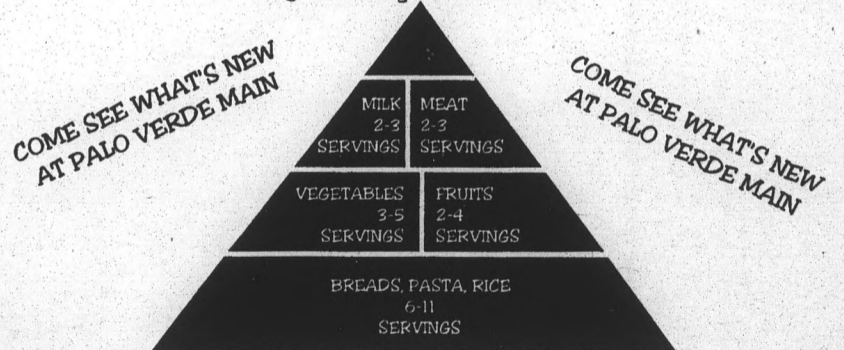 COME SEE WHAT'S NEW
AT PALO VERDE MAIN
COME SEE WHAT'S NEW
AT PALO VERDE MAIN
MILK
2-3
SERVINGS
MEAT
2-3
SERVINGS
VEGETABLES
3-5
SERVINGS
FRUITS
2-4
SERVINGS
BREADS, PASTA, RICE
6-11
SERVINGS